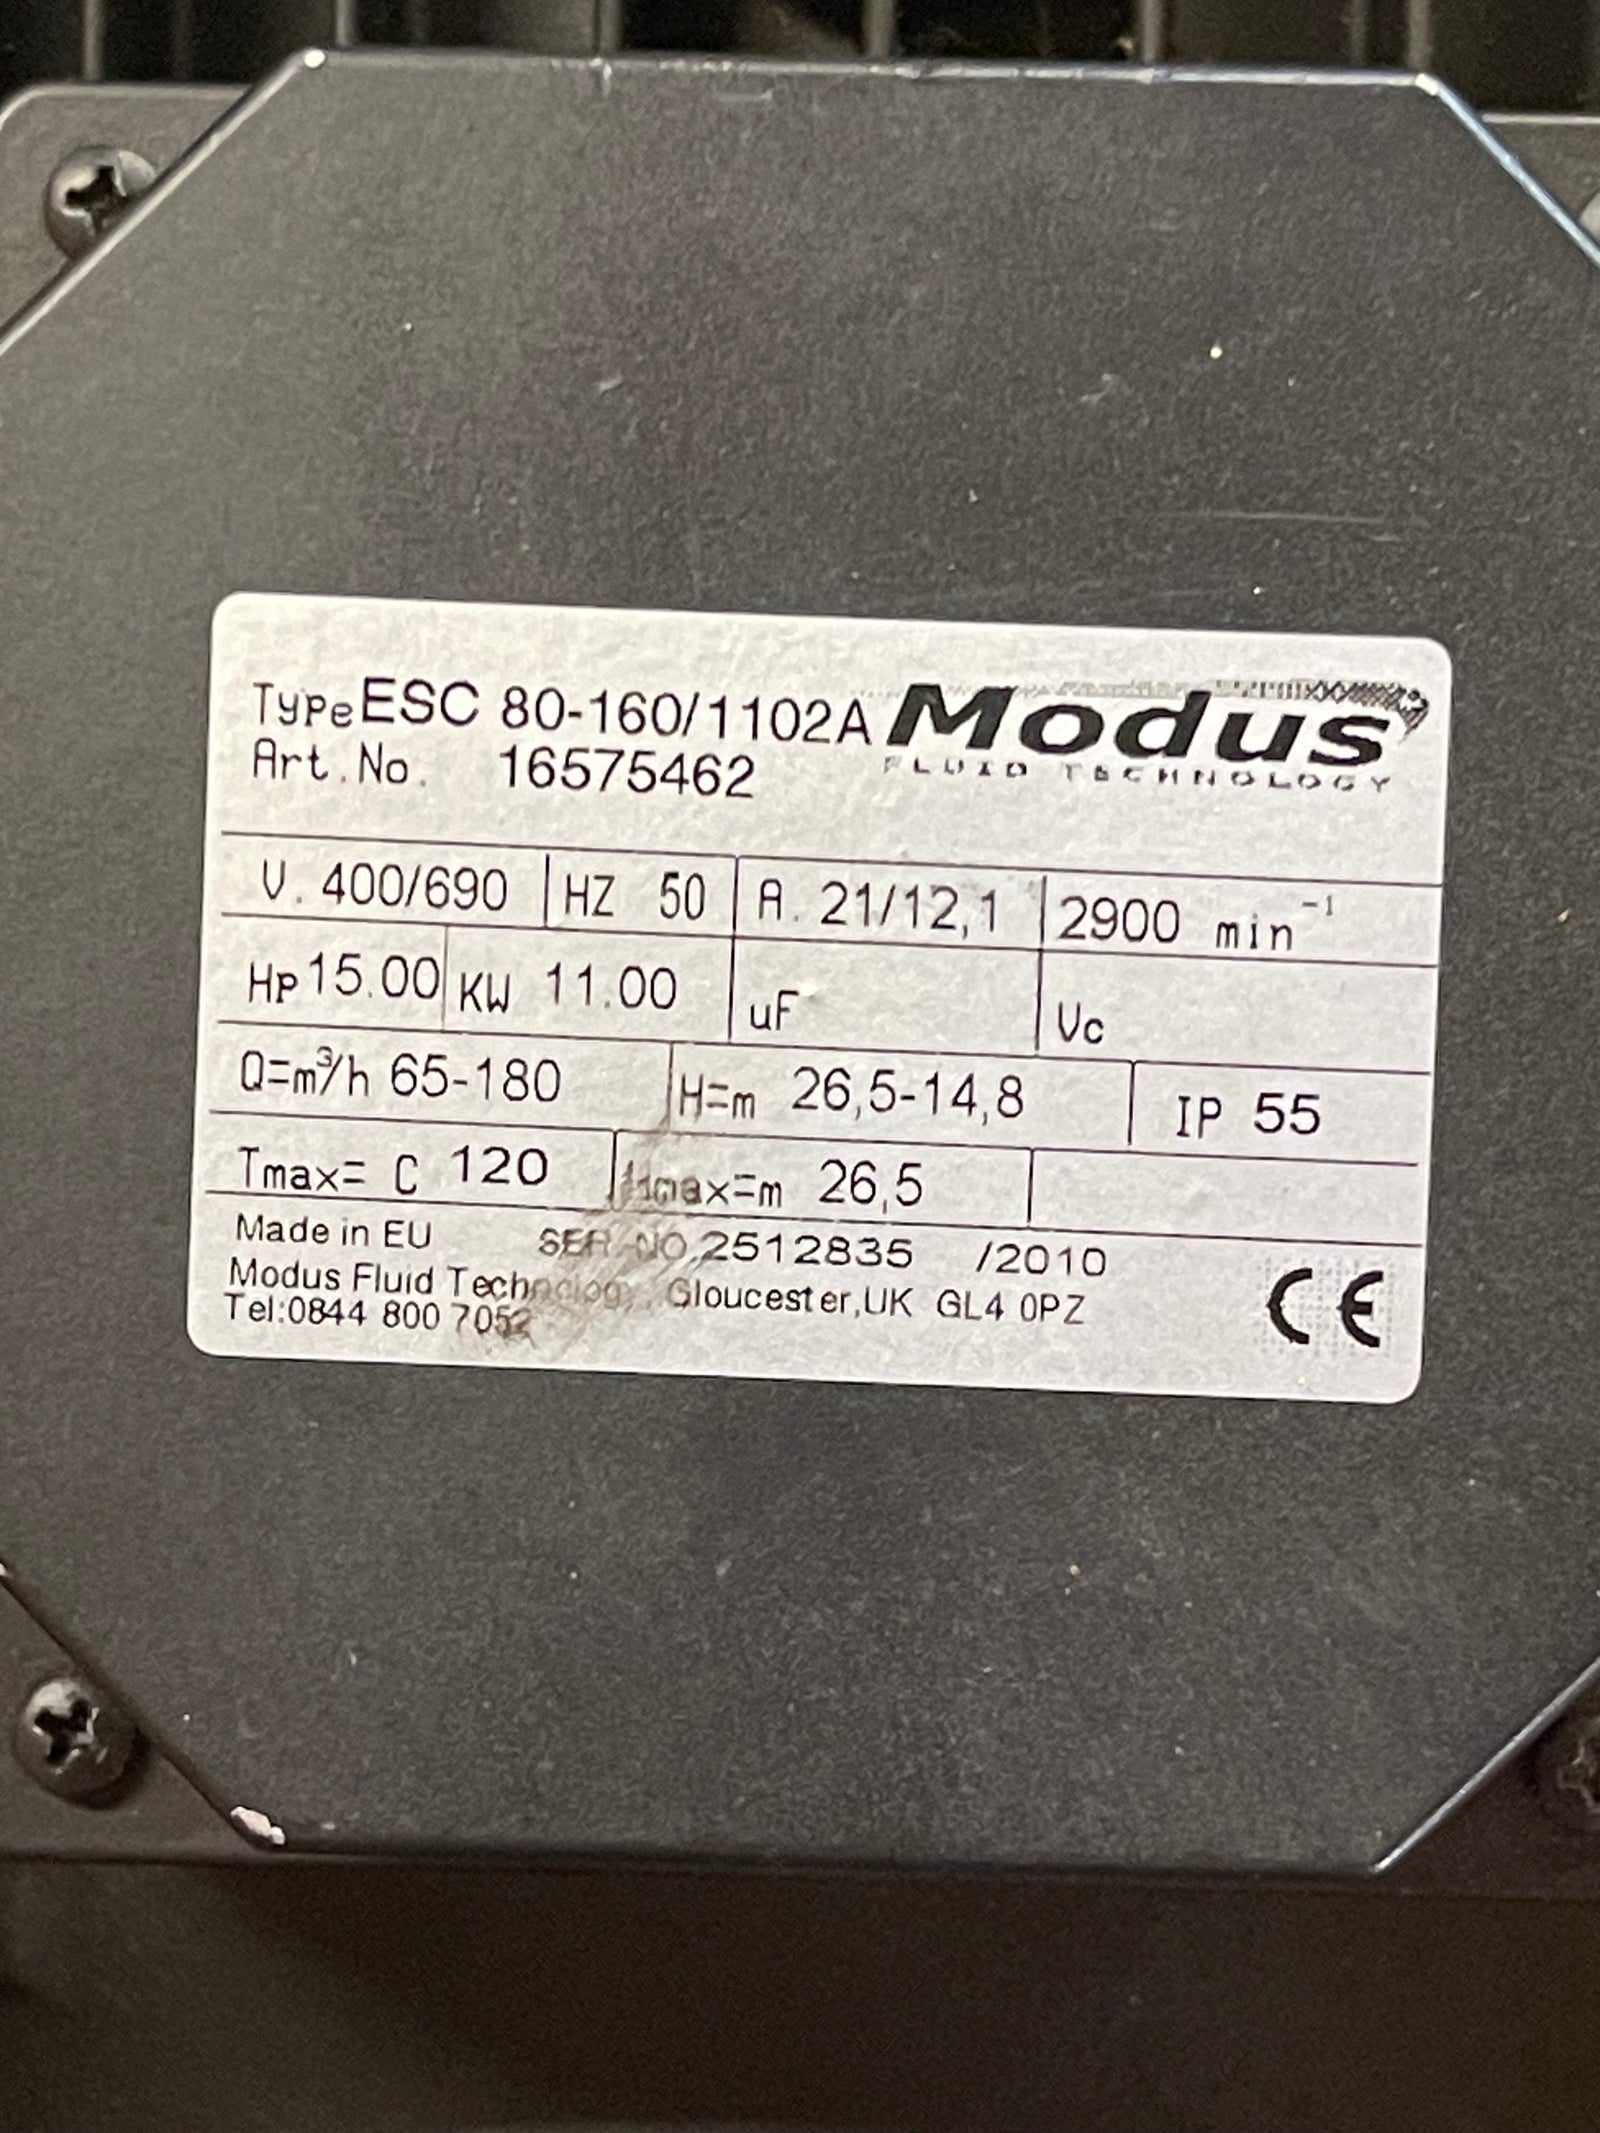 Type ESC 80-160/1102A
Modus
FLUID TECHNOLOGY
Art.No. 16575462
V. 400/690 HZ 50 A. 21/12,1 2900 min⁻¹
Hp 15.00 KW 11.00 uF Vc
Q=m³/h 65-180 H=m 26,5-14,8 IP 55
Tmax= C 120 Hmax=m 26,5
Made in EU SER.NO.2512835 /2010
Modus Fluid Technology, Gloucester,UK GL4 0PZ
Tel:0844 800 7052
CE